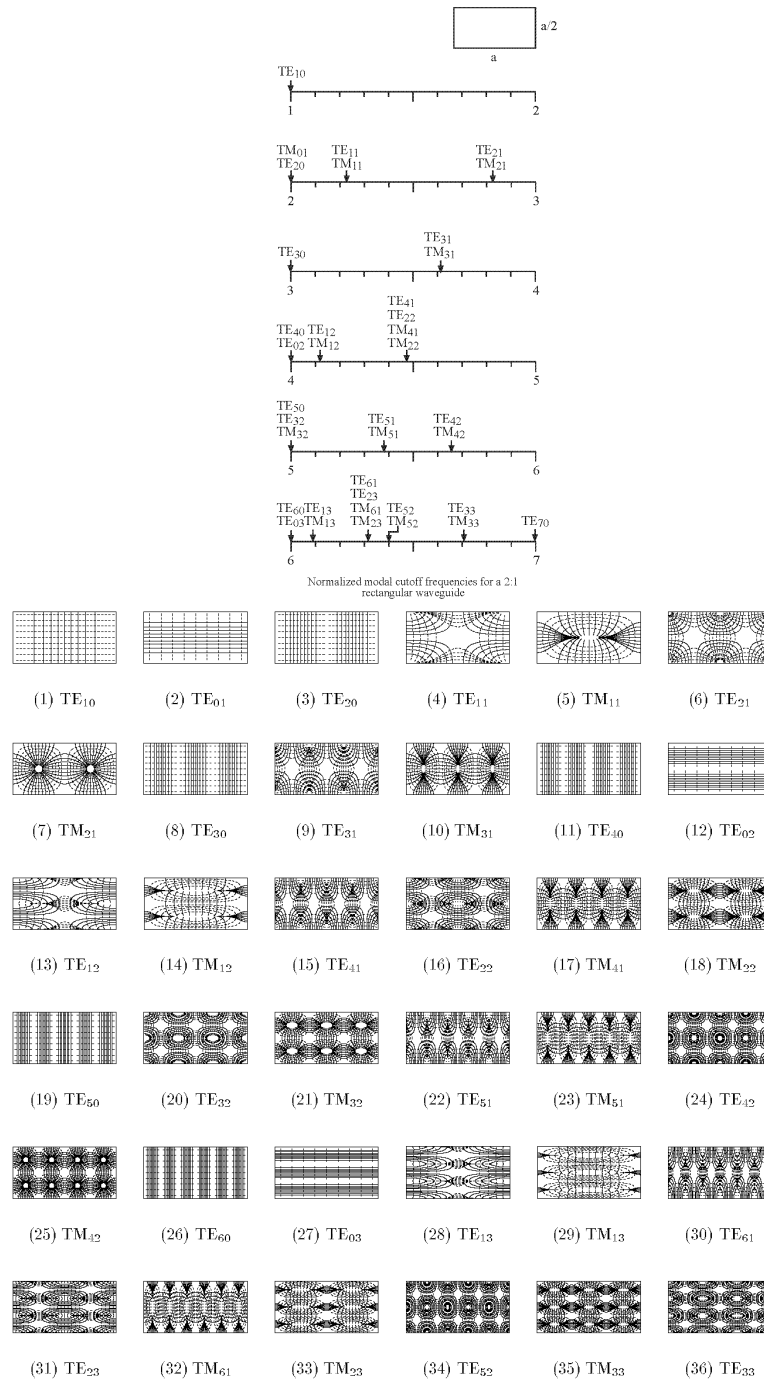 a/2
a
TE10
1 2
TM01 TE11 TE21
TE20 TM11 TM21
2 3
TE31
TE30 TM31
3 4
TE41
TE22
TE40 TE12 TM41
TE02 TM12 TM22
4 5
TE50
TE32 TE51 TE42
TM32 TM51 TM42
5 6
TE61
TE23
TE60 TE13 TM61 TE52 TE33
TE03 TM13 TM23 TM52 TM33 TE70
6 7
Normalized modal cutoff frequencies for a 2:1
rectangular waveguide
(1) TE10 (2) TE01 (3) TE20 (4) TE11 (5) TM11 (6) TE21
(7) TM21 (8) TE30 (9) TE31 (10) TM31 (11) TE40 (12) TE02
(13) TE12 (14) TM12 (15) TE41 (16) TE22 (17) TM41 (18) TM22
(19) TE50 (20) TE32 (21) TM32 (22) TE51 (23) TM51 (24) TE42
(25) TM42 (26) TE60 (27) TE03 (28) TE13 (29) TM13 (30) TE61
(31) TE23 (32) TM61 (33) TM23 (34) TE52 (35) TM33 (36) TE33